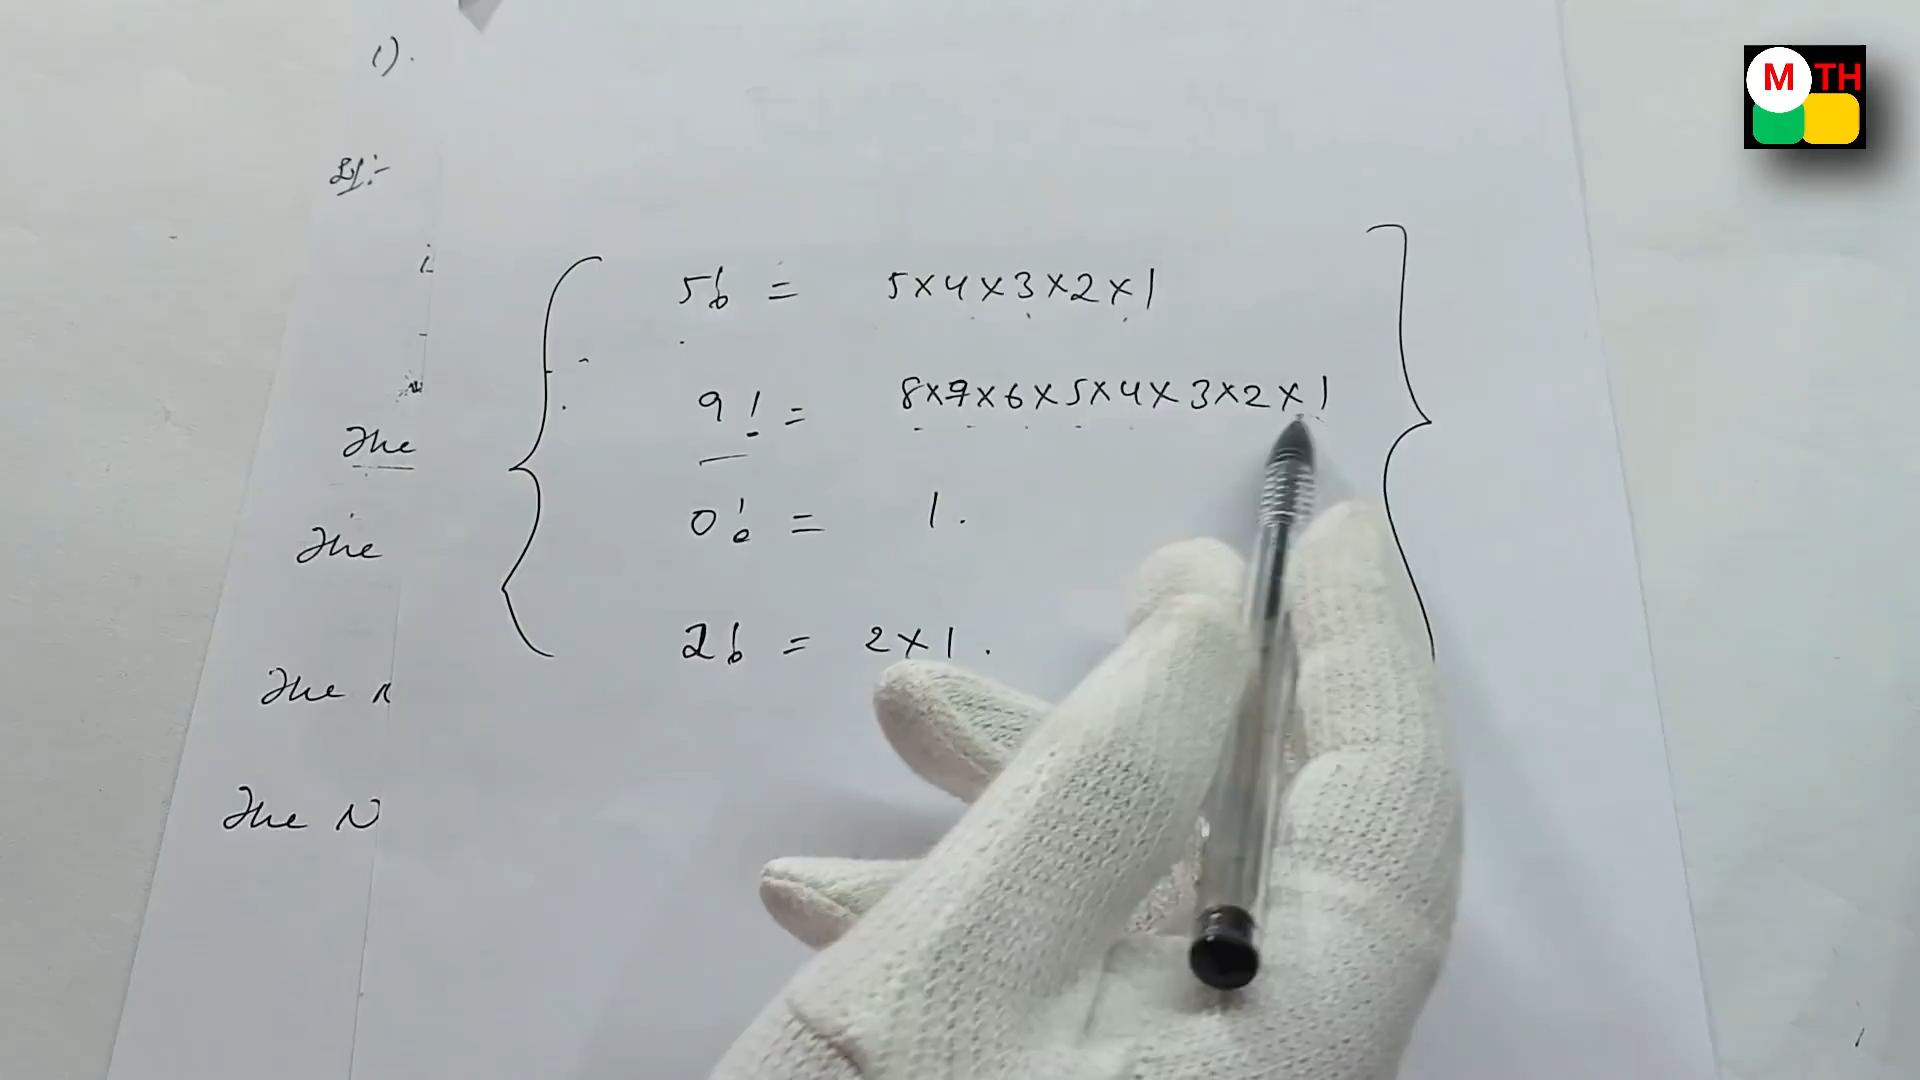 1).
i
5! = 5×4×3×2×1
9! = 8×7×6×5×4×3×2×1
The
0! = 1.
The
2! = 2×1.
The
The N
M TH